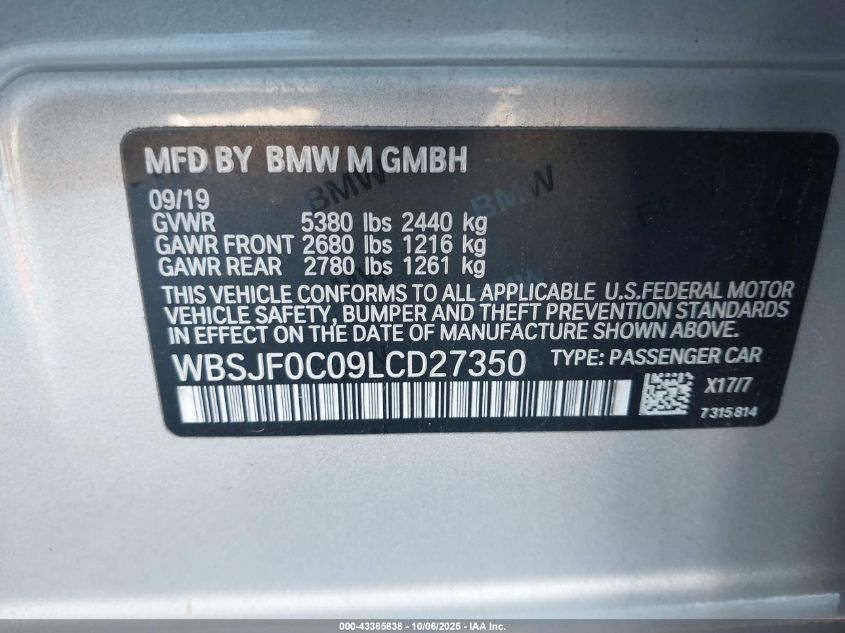 MFD BY BMW M GMBH
09/19
GVWR 5380 lbs 2440 kg
GAWR FRONT 2680 lbs 1216 kg
GAWR REAR 2780 lbs 1261 kg
THIS VEHICLE CONFORMS TO ALL APPLICABLE U.S.FEDERAL MOTOR
VEHICLE SAFETY, BUMPER AND THEFT PREVENTION STANDARDS
IN EFFECT ON THE DATE OF MANUFACTURE SHOWN ABOVE.
WBSJF0C09LCD27350 TYPE: PASSENGER CAR
X17/7
7315814
BMW
BMW
BMW
000-43385838 - 10/06/2025 - IAA Inc.